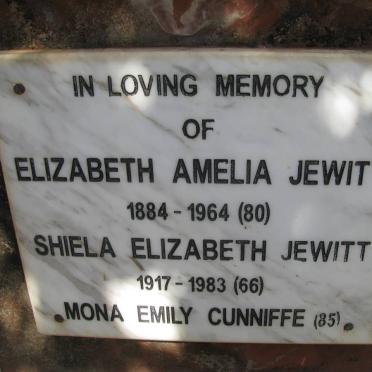 IN LOVING MEMORY
OF
ELIZABETH AMELIA JEWIT
1884 - 1964 (80)
SHIELA ELIZABETH JEWITT
1917 - 1983 (66)
MONA EMILY CUNNIFFE (85)